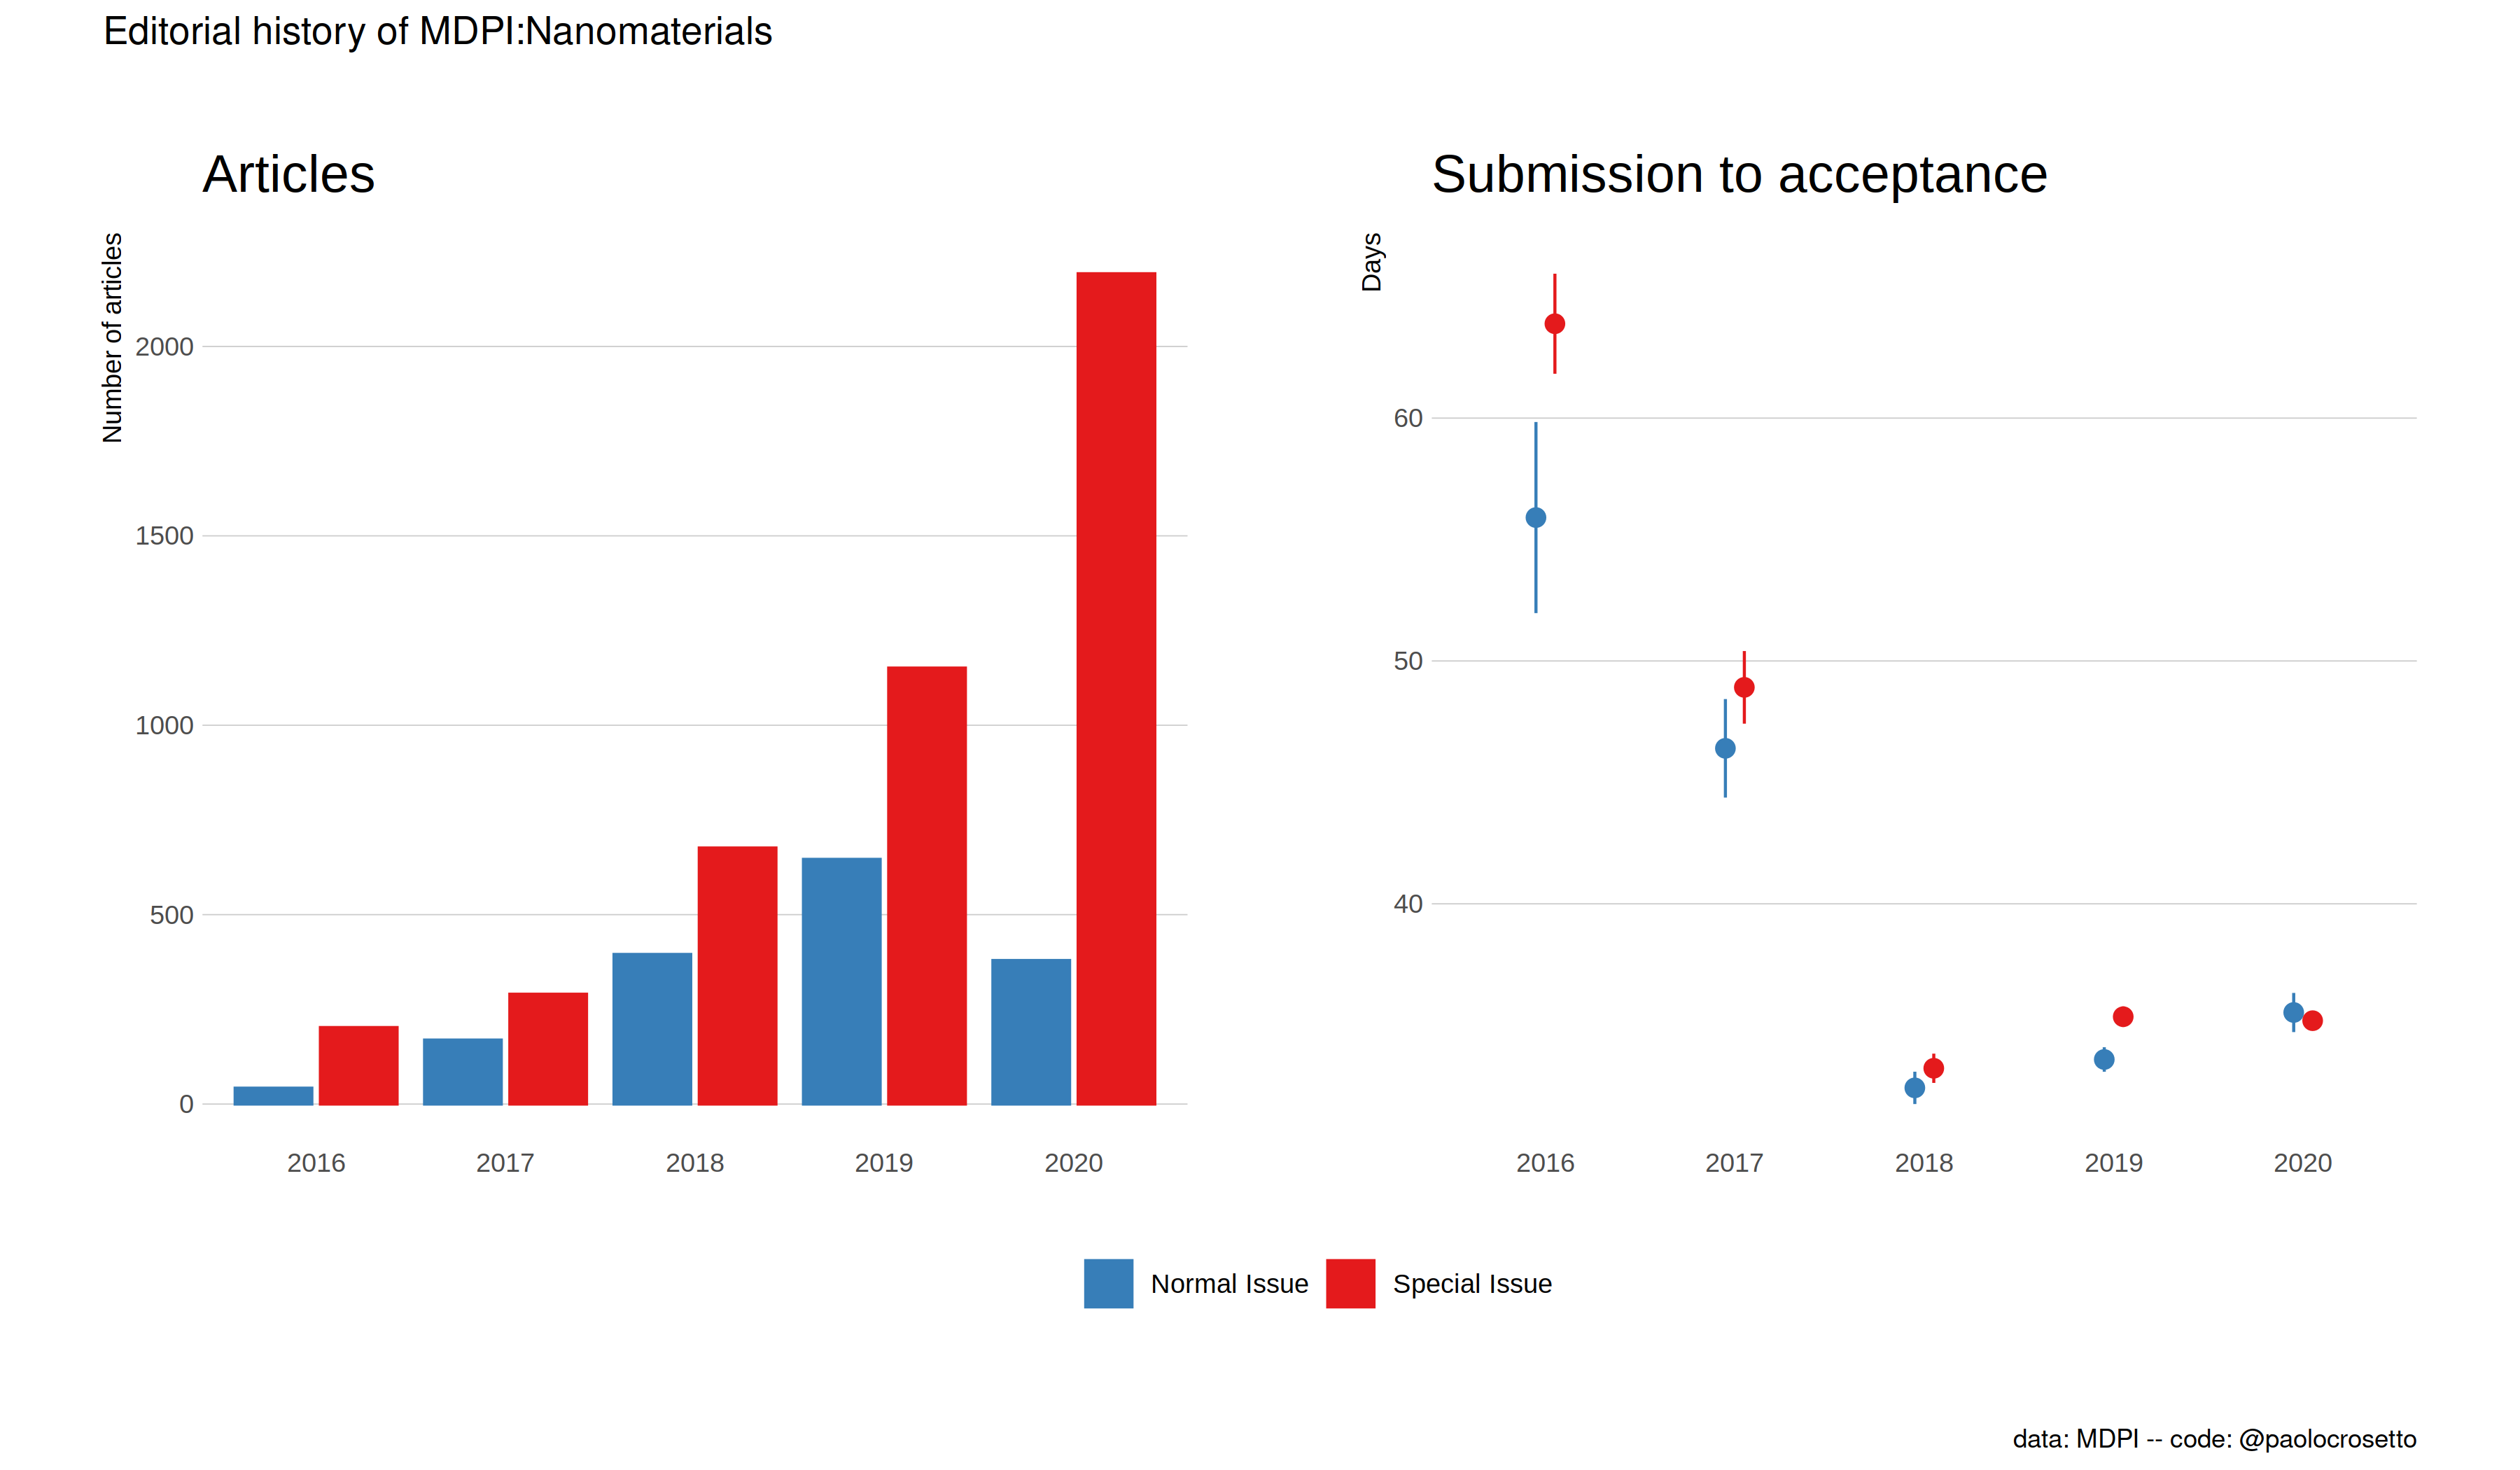 Editorial history of MDPI:Nanomaterials
Articles
Number of articles
2000
1500
1000
500
0
2016 2017 2018 2019 2020
Submission to acceptance
Days
60
50
40
2016 2017 2018 2019 2020
Normal Issue Special Issue
data: MDPI -- code: @paolocrosetto